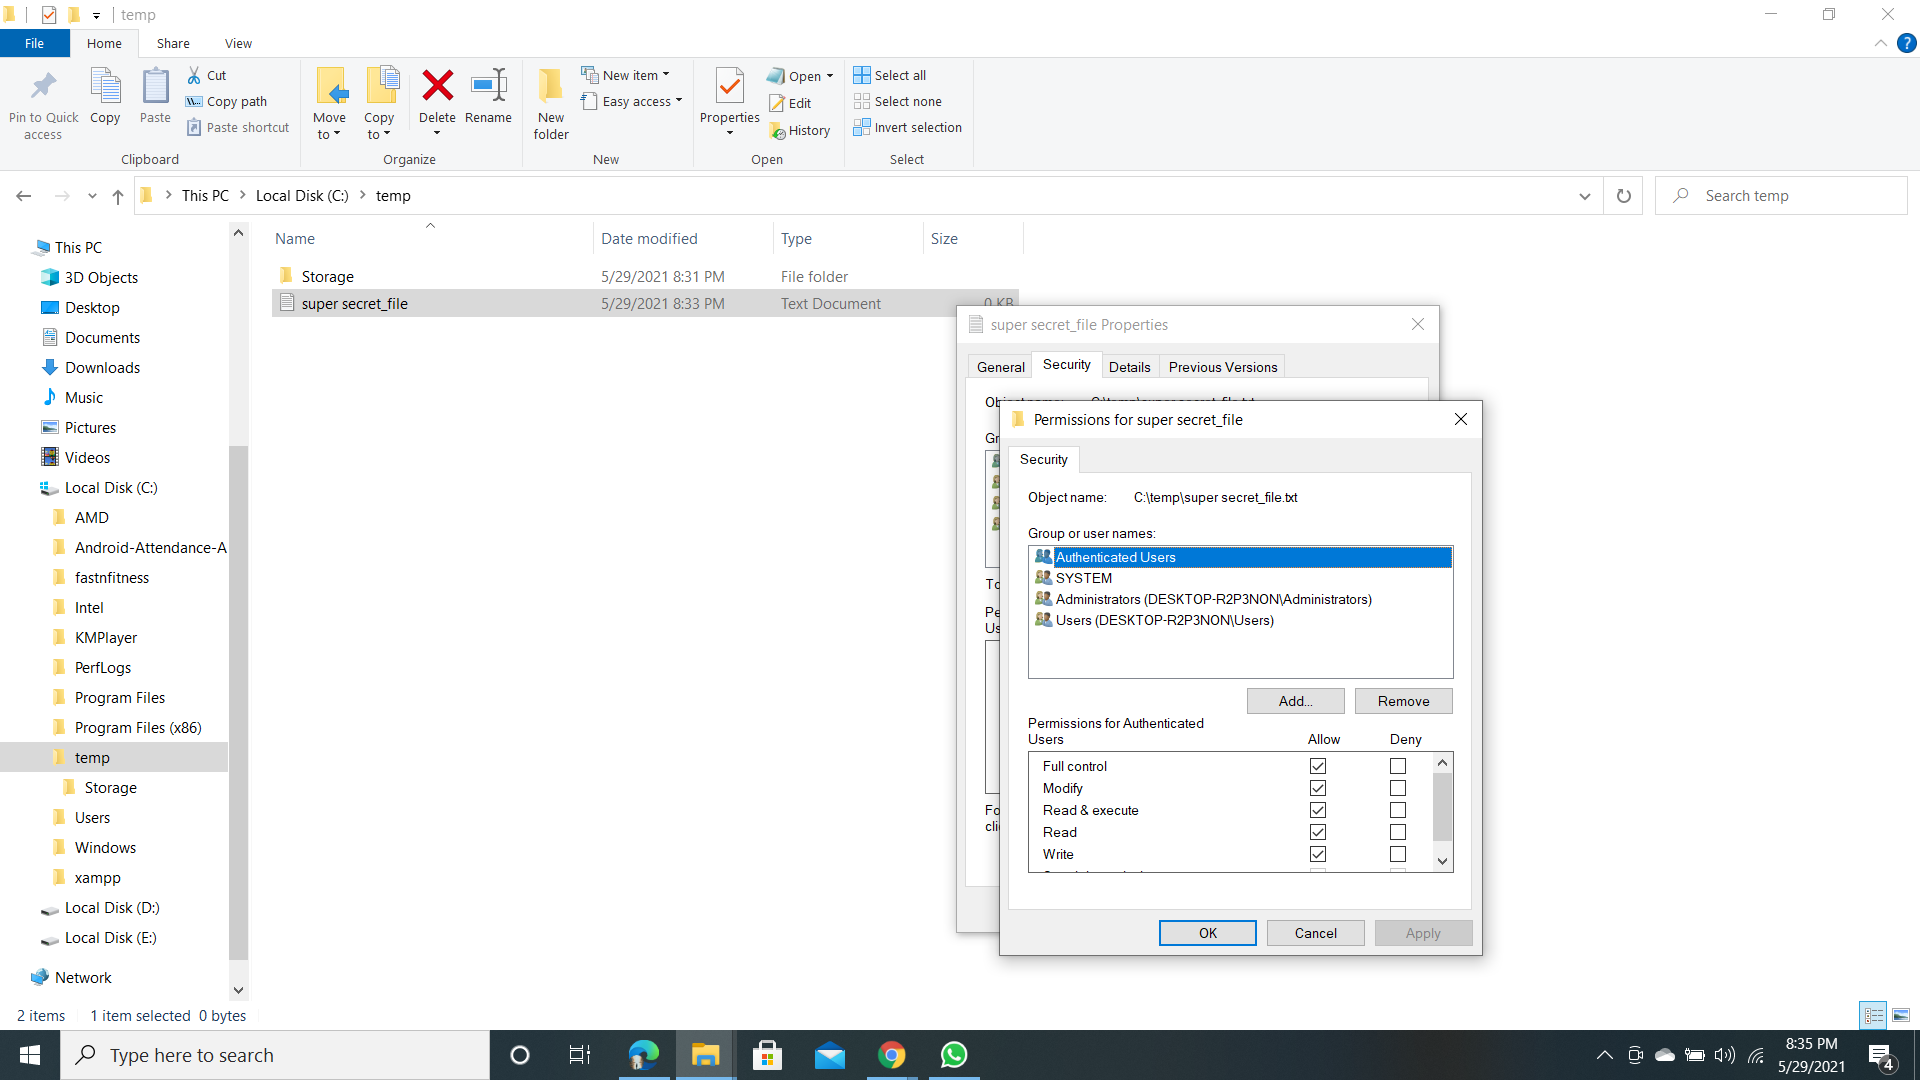 temp
File
Home
Share
View
Pin to Quick access
Copy
Paste
Cut
Copy path
Paste shortcut
Clipboard
Move to
Copy to
Delete
Rename
Organize
New folder
New item
Easy access
New
Properties
Open
Edit
History
Open
Select all
Select none
Invert selection
Select
This PC
Local Disk (C:)
temp
Search temp
Name
Date modified
Type
Size
Storage
5/29/2021 8:31 PM
File folder
super secret_file
5/29/2021 8:33 PM
Text Document
0 KB
This PC
3D Objects
Desktop
Documents
Downloads
Music
Pictures
Videos
Local Disk (C:)
AMD
Android-Attendance-A
fastnfitness
Intel
KMPlayer
PerfLogs
Program Files
Program Files (x86)
temp
Storage
Users
Windows
xampp
Local Disk (D:)
Local Disk (E:)
Network
super secret_file Properties
General
Security
Details
Previous Versions
Permissions for super secret_file
Security
Object name:
C:\temp\super secret_file.txt
Group or user names:
Authenticated Users
SYSTEM
Administrators (DESKTOP-R2P3NON\Administrators)
Users (DESKTOP-R2P3NON\Users)
Add...
Remove
Permissions for Authenticated
Users
Allow
Deny
Full control
Modify
Read & execute
Read
Write
OK
Cancel
Apply
2 items
1 item selected 0 bytes
Type here to search
8:35 PM
5/29/2021
4